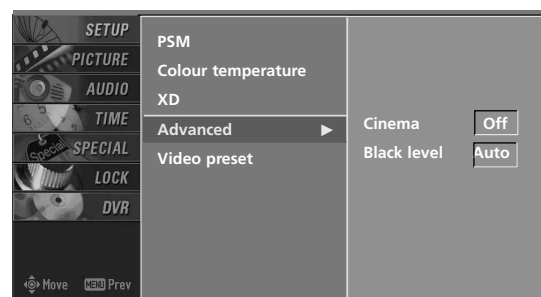 SETUP
PICTURE
AUDIO
TIME
SPECIAL
LOCK
DVR
Move MENU Prev
PSM
Colour temperature
XD
Advanced ▶
Video preset
Cinema Off
Black level Auto